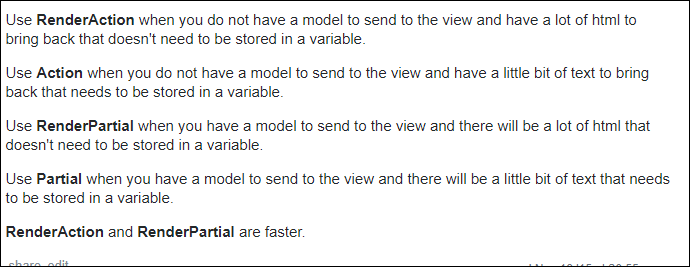 Use RenderAction when you do not have a model to send to the view and have a lot of html to
bring back that doesn't need to be stored in a variable.
Use Action when you do not have a model to send to the view and have a little bit of text to bring
back that needs to be stored in a variable.
Use RenderPartial when you have a model to send to the view and there will be a lot of html that
doesn't need to be stored in a variable.
Use Partial when you have a model to send to the view and there will be a little bit of text that needs
to be stored in a variable.
RenderAction and RenderPartial are faster.
share edit